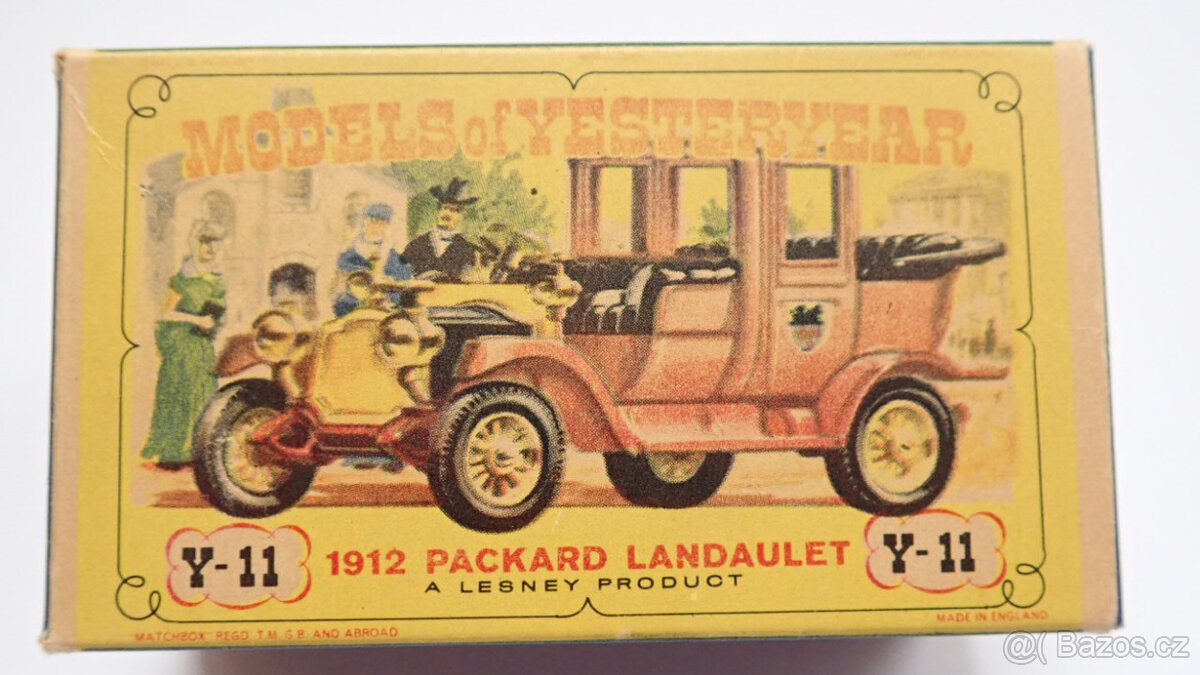 MODELS of YESTERYEAR
Y-11 1912 PACKARD LANDAULET Y-11
A LESNEY PRODUCT
MATCHBOX REGD. T.M. G.B. AND ABROAD
MADE IN ENGLAND
@( Bazos.cz